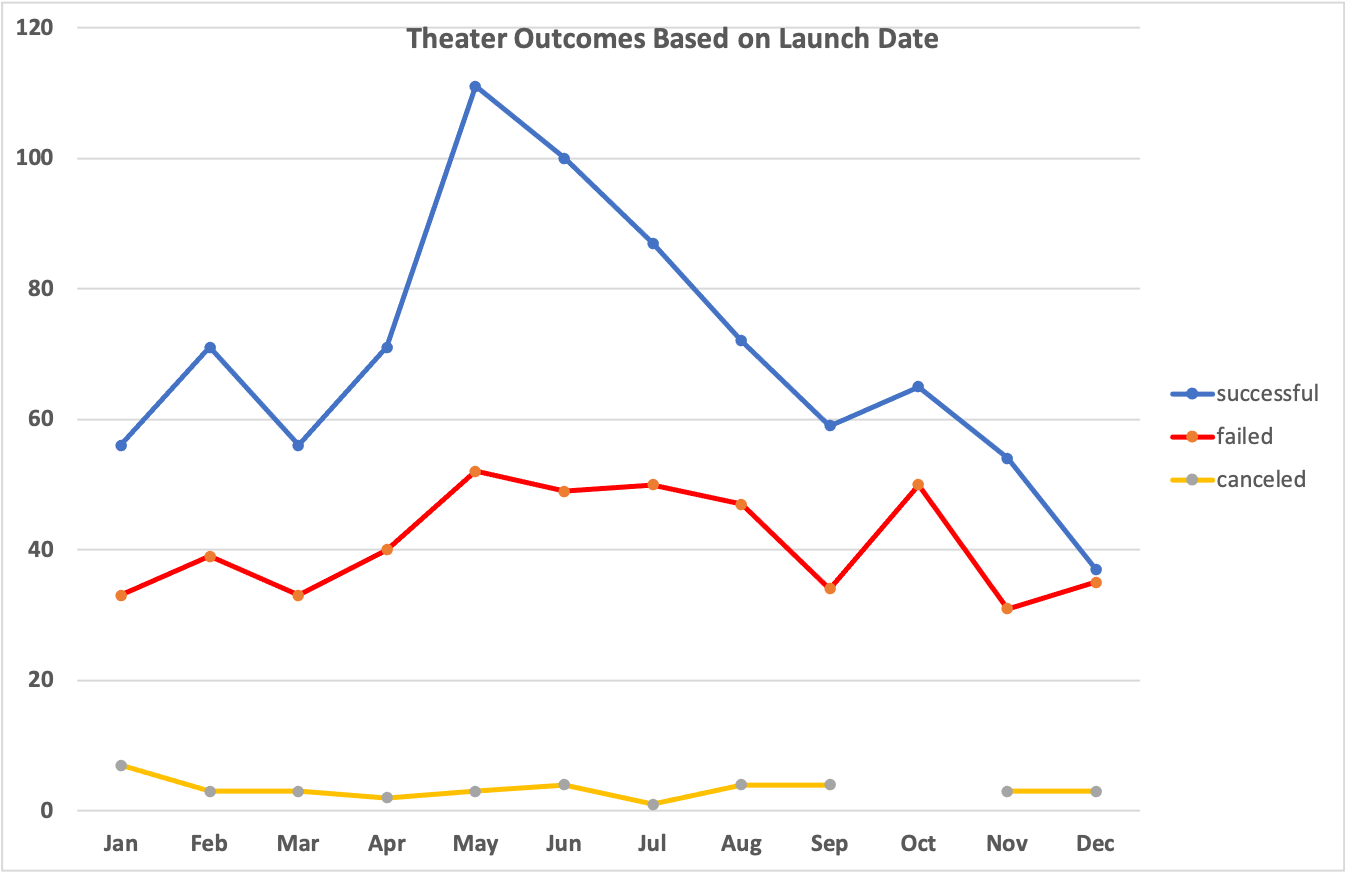 Theater Outcomes Based on Launch Date
120
100
80
60
40
20
0
Jan Feb Mar Apr May Jun Jul Aug Sep Oct Nov Dec
successful
failed
canceled